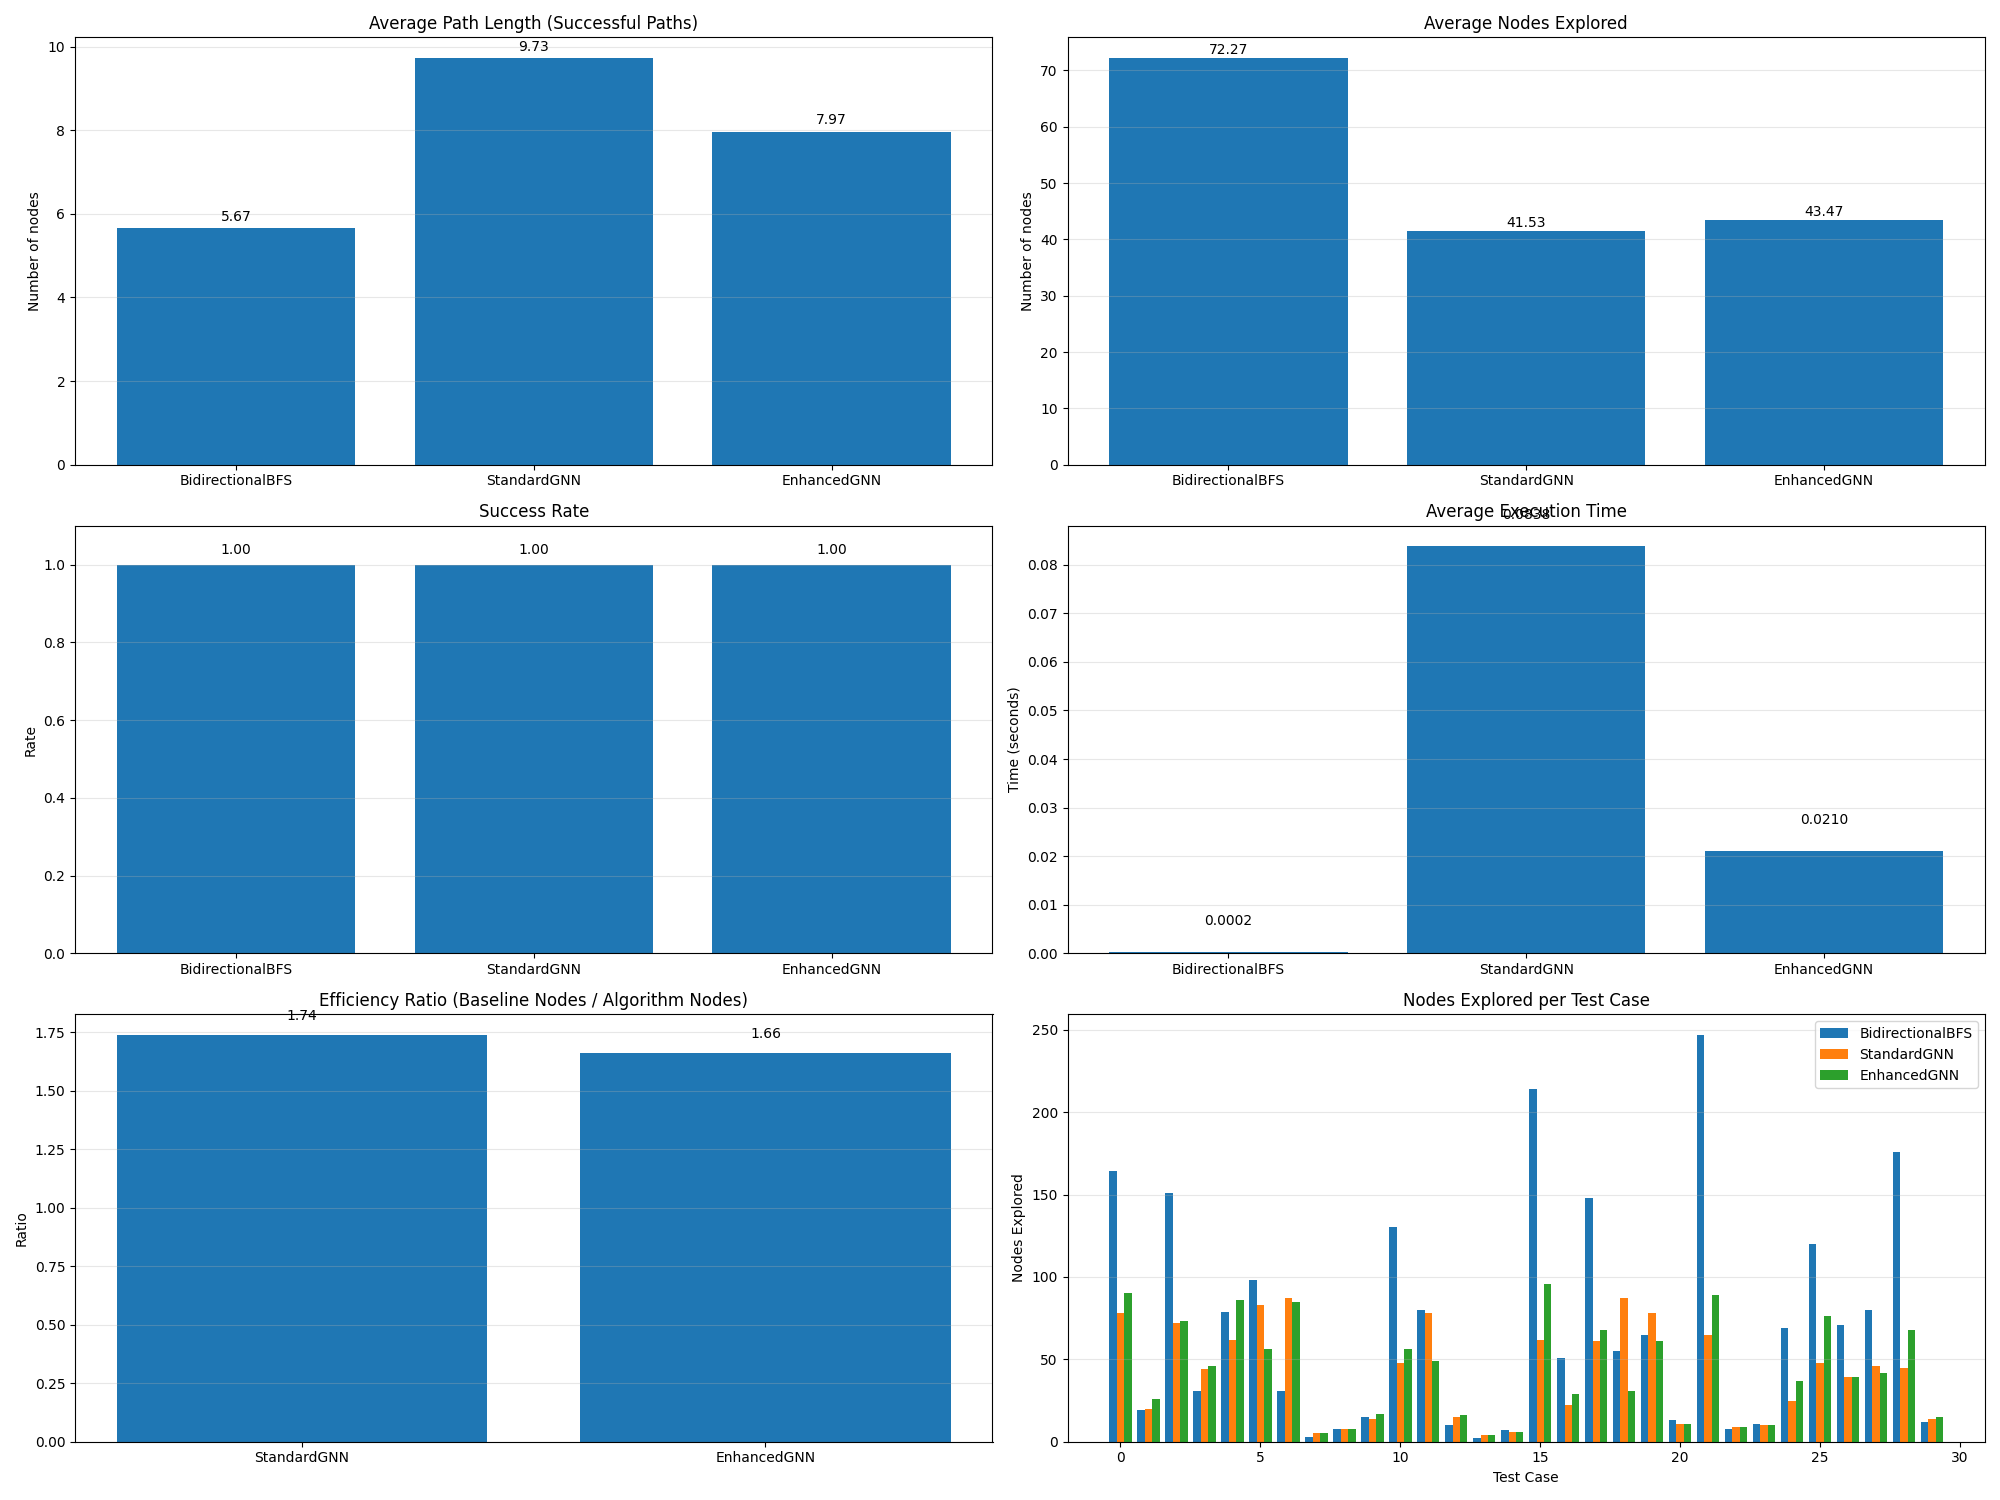 Average Path Length (Successful Paths)
Number of nodes
10
8
6
4
2
0
5.67
9.73
7.97
BidirectionalBFS
StandardGNN
EnhancedGNN
Average Nodes Explored
Number of nodes
70
60
50
40
30
20
10
0
72.27
41.53
43.47
BidirectionalBFS
StandardGNN
EnhancedGNN
Success Rate
Rate
1.0
0.8
0.6
0.4
0.2
0.0
1.00
1.00
1.00
BidirectionalBFS
StandardGNN
EnhancedGNN
Average Execution Time
Time (seconds)
0.08
0.07
0.06
0.05
0.04
0.03
0.02
0.01
0.00
0.0002
0.0838
0.0210
BidirectionalBFS
StandardGNN
EnhancedGNN
Efficiency Ratio (Baseline Nodes / Algorithm Nodes)
Ratio
1.75
1.50
1.25
1.00
0.75
0.50
0.25
0.00
1.74
1.66
StandardGNN
EnhancedGNN
Nodes Explored per Test Case
Nodes Explored
250
200
150
100
50
0
BidirectionalBFS
StandardGNN
EnhancedGNN
0
5
10
15
20
25
30
Test Case